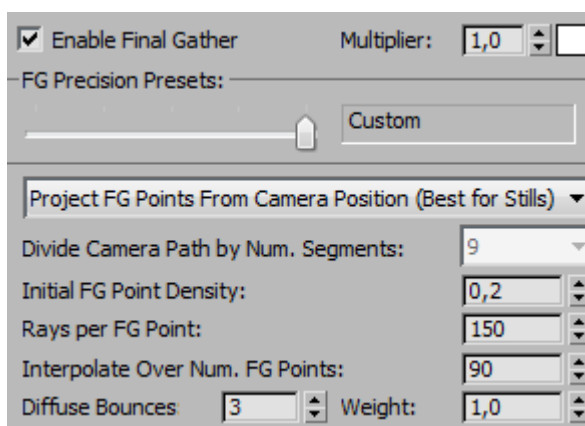 Enable Final Gather Multiplier: 1,0
FG Precision Presets:
Custom
Project FG Points From Camera Position (Best for Stills)
Divide Camera Path by Num. Segments: 9
Initial FG Point Density: 0,2
Rays per FG Point: 150
Interpolate Over Num. FG Points: 90
Diffuse Bounces 3 Weight: 1,0